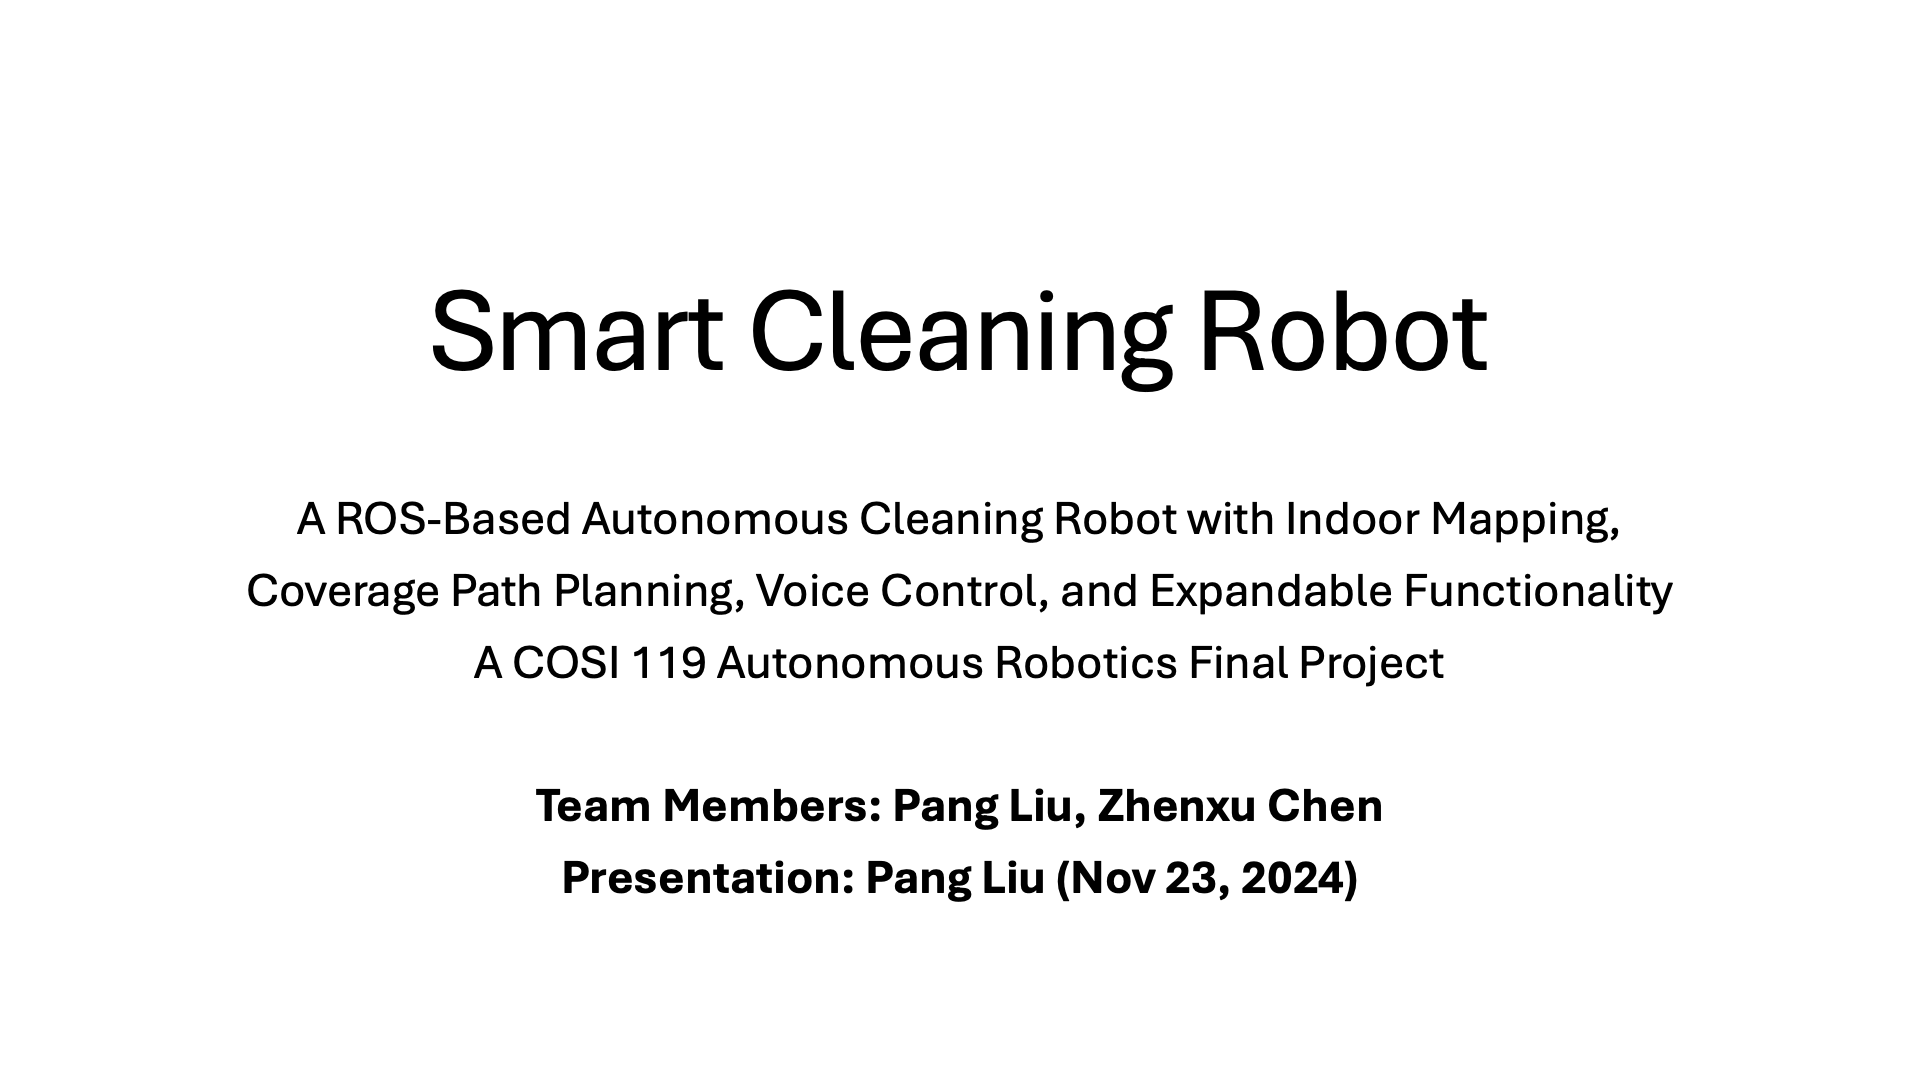 Smart Cleaning Robot
A ROS-Based Autonomous Cleaning Robot with Indoor Mapping,
Coverage Path Planning, Voice Control, and Expandable Functionality
A COSI 119 Autonomous Robotics Final Project
Team Members: Pang Liu, Zhenxu Chen
Presentation: Pang Liu (Nov 23, 2024)